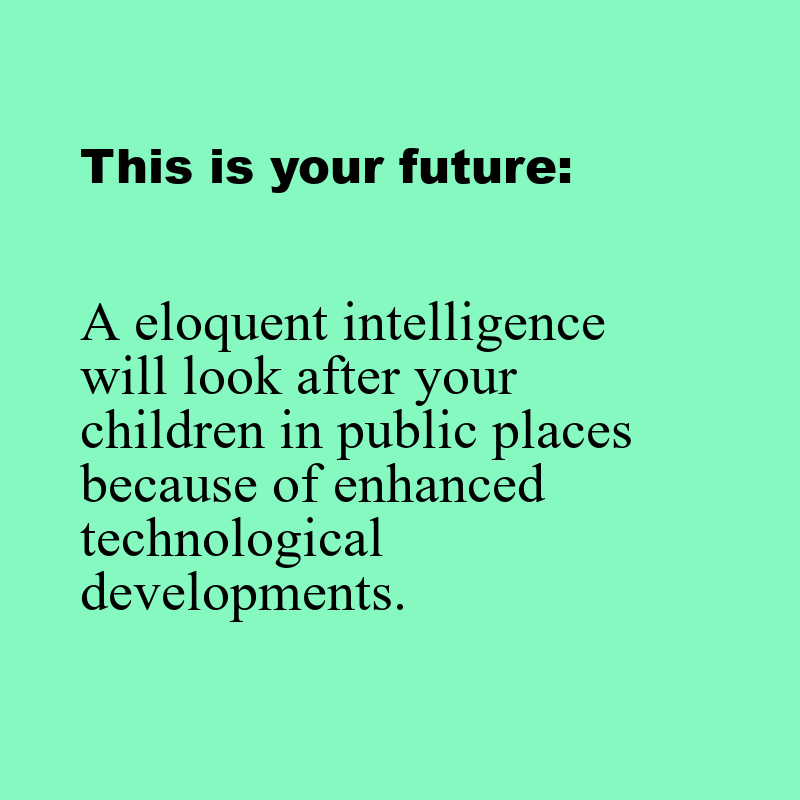 This is your future:
A eloquent intelligence
will look after your
children in public places
because of enhanced
technological
developments.